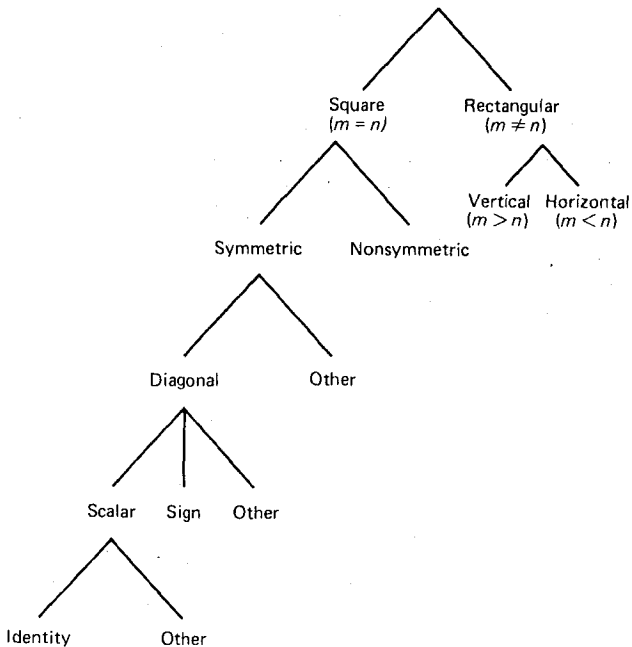 Square Rectangular
(m = n) (m ≠ n)
Vertical Horizontal
(m > n) (m < n)
Symmetric Nonsymmetric
Diagonal Other
Scalar Sign Other
Identity Other